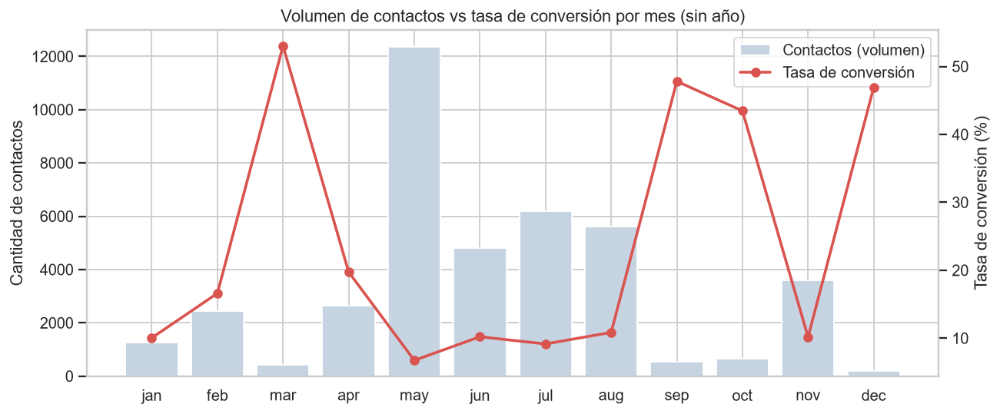 Volumen de contactos vs tasa de conversión por mes (sin año)
Contactos (volumen)
Tasa de conversión
Cantidad de contactos
12000
10000
8000
6000
4000
2000
0
50
40
30
20
10
Tasa de conversión (%)
jan feb mar apr may jun jul aug sep oct nov dec